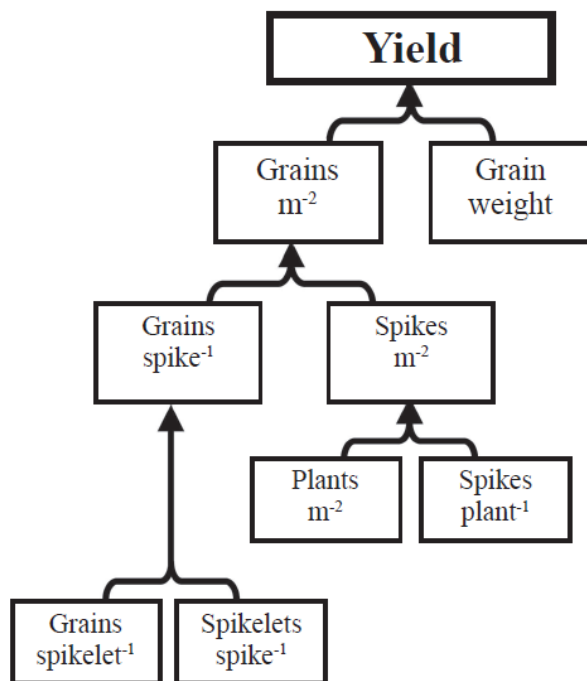 Yield
Grains
m⁻²
Grain
weight
Grains
spike⁻¹
Spikes
m⁻²
Plants
m⁻²
Spikes
plant⁻¹
Grains
spikelet⁻¹
Spikelets
spike⁻¹